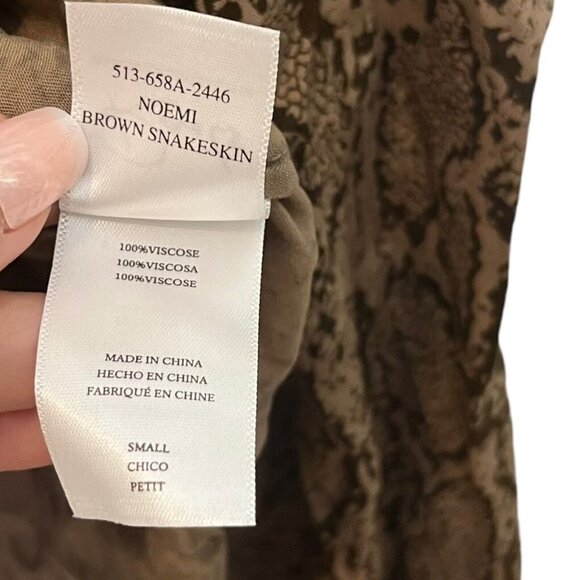 513-658A-2446
NOEMI
BROWN SNAKESKIN
100%VISCOSE
100%VISCOSA
100%VISCOSE
MADE IN CHINA
HECHO EN CHINA
FABRIQUÉ EN CHINE
SMALL
CHICO
PETIT